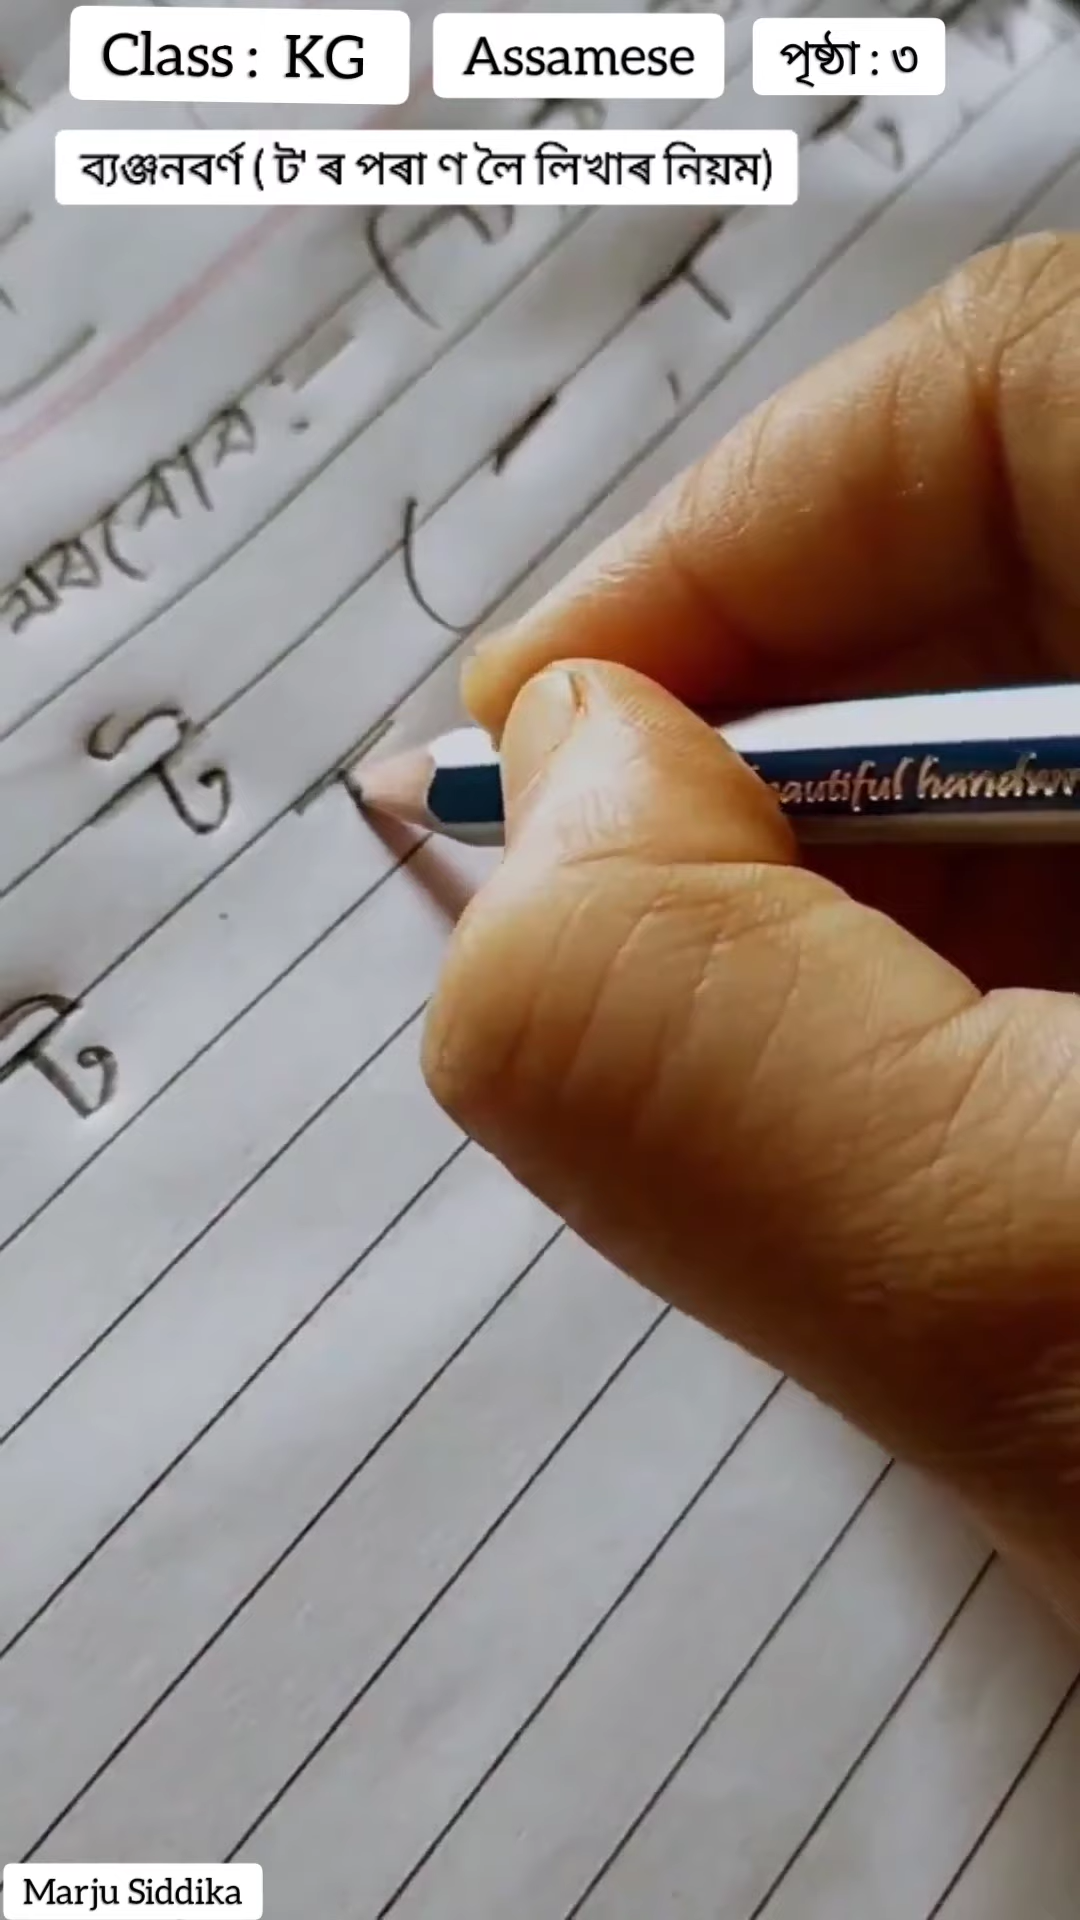 Class : KG
Assamese
পৃষ্ঠা : ৩
ব্যঞ্জনবৰ্ণ ( ট' ৰ পৰা ণ লৈ লিখাৰ নিয়ম)
ট
ট
Marju Siddika